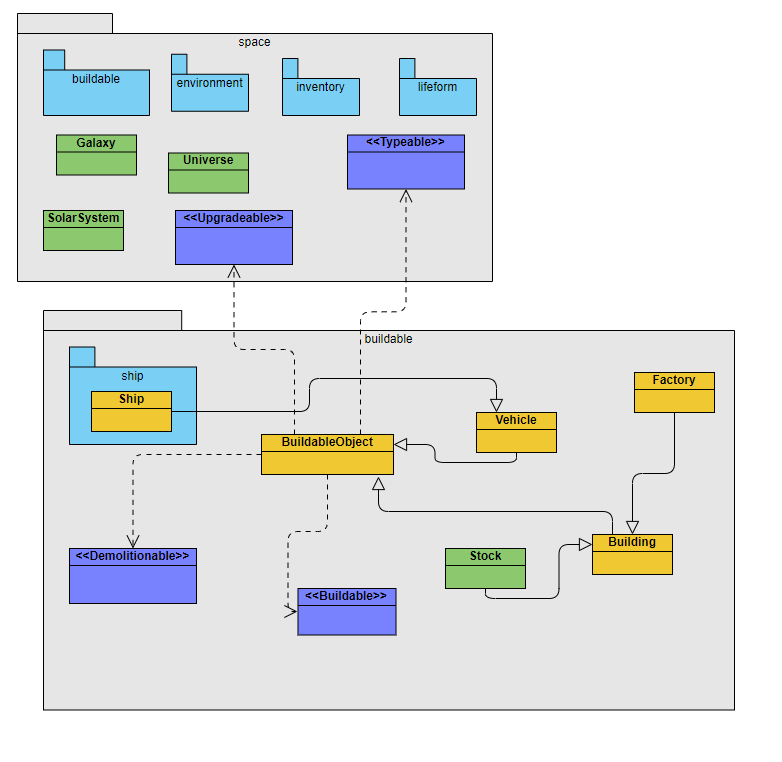 space
buildable
environment
inventory
lifeform
Galaxy
Universe
<<Typeable>>
SolarSystem
<<Upgradeable>>
buildable
ship
Ship
Factory
Vehicle
BuildableObject
Building
<<Demolitionable>>
Stock
<<Buildable>>